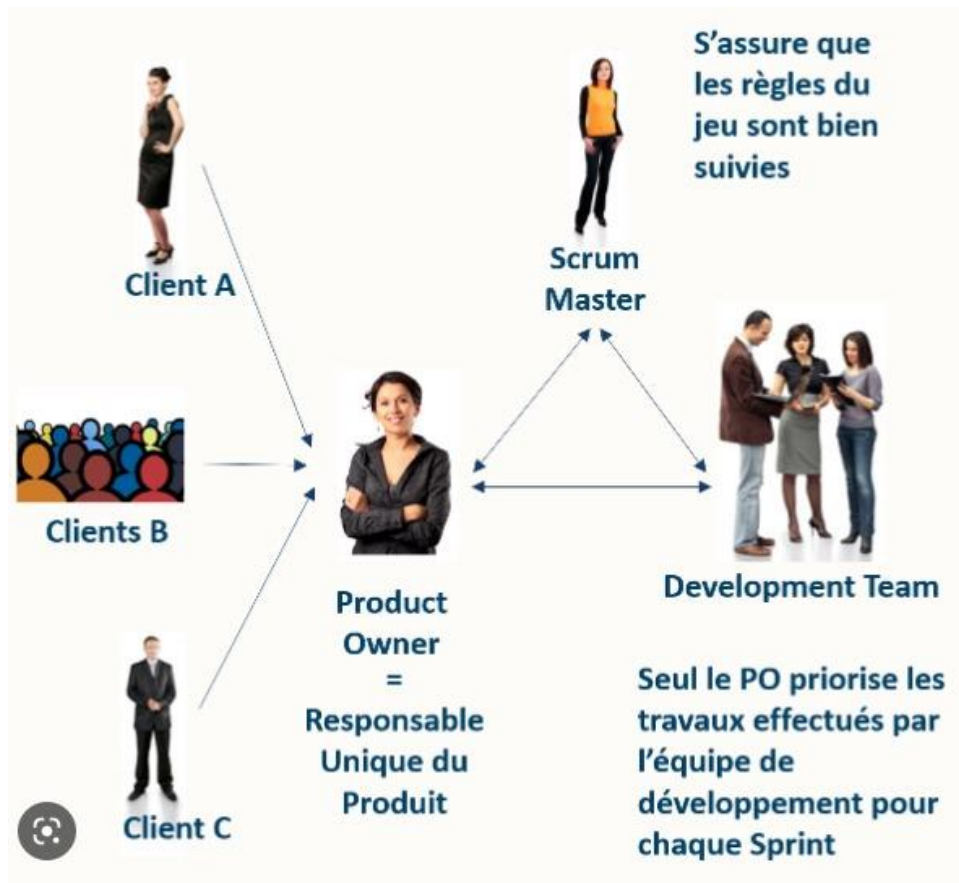 S'assure que
les règles du
jeu sont bien
suivies
Client A
Scrum
Master
Clients B
Development Team
Product
Owner
=
Responsable
Unique du
Produit
Seul le PO priorise les
travaux effectués par
l'équipe de
développement pour
chaque Sprint
Client C